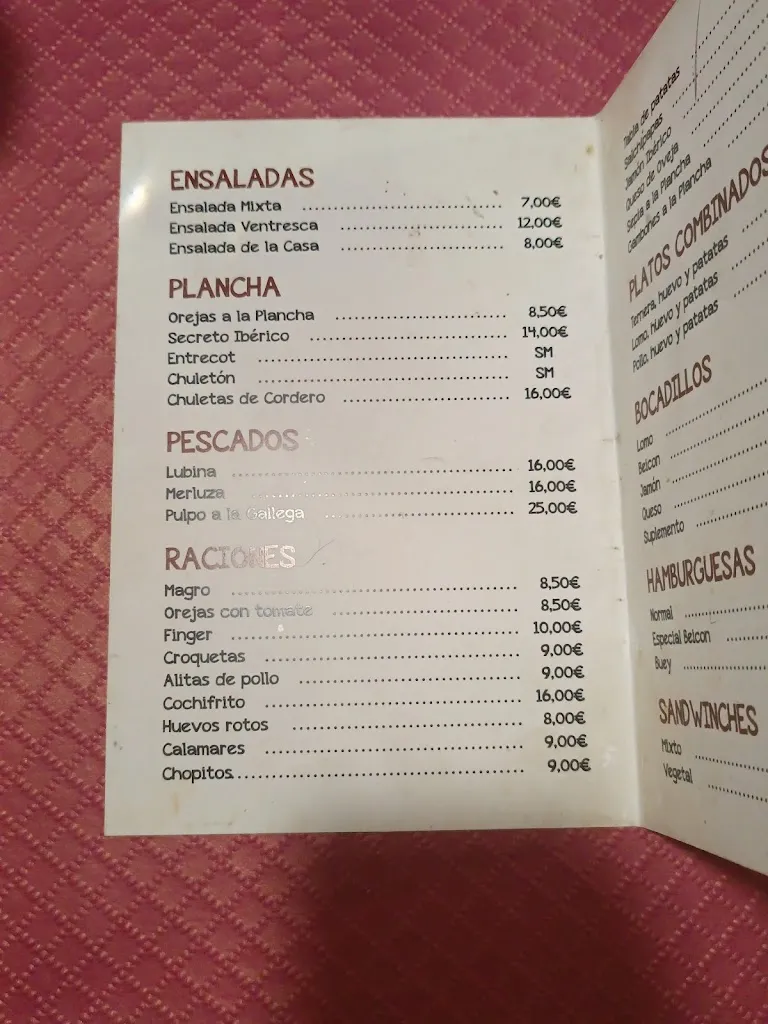 ENSALADAS
Ensalada Mixta ........ 7,00€
Ensalada Ventresca ........ 12,00€
Ensalada de la Casa ........ 8,00€
PLANCHA
Orejas a la Plancha ........ 8,50€
Secreto Ibérico ........ 14,00€
Entrecot ........ SM
Chuletón ........ SM
Chuletas de Cordero ........ 16,00€
PESCADOS
Lubina ........ 16,00€
Merluza ........ 16,00€
Pulpo a la Gallega ........ 25,00€
RACIONES
Magro ........ 8,50€
Orejas con tomate ........ 8,50€
Finger ........ 10,00€
Croquetas ........ 9,00€
Alitas de pollo ........ 9,00€
Cochifrito ........ 16,00€
Huevos rotos ........ 8,00€
Calamares ........ 9,00€
Chopitos ........ 9,00€
Tabla de patatas ........
Salchipapas ........
Jamón Ibérico ........
Queso de Oveja ........
Sepia a la Plancha ........
Gambones a la Plancha ........
PLATOS COMBINADOS
Ternera, huevo y patatas ........
Lomo, huevo y patatas ........
Pollo, huevo y patatas ........
BOCADILLOS
Lomo ........
Beicon ........
Jamón ........
Queso ........
Suplemento ........
HAMBURGUESAS
Normal ........
Especial Beicon ........
Buey ........
SANDWINCHES
Mixto ........
Vegetal ........